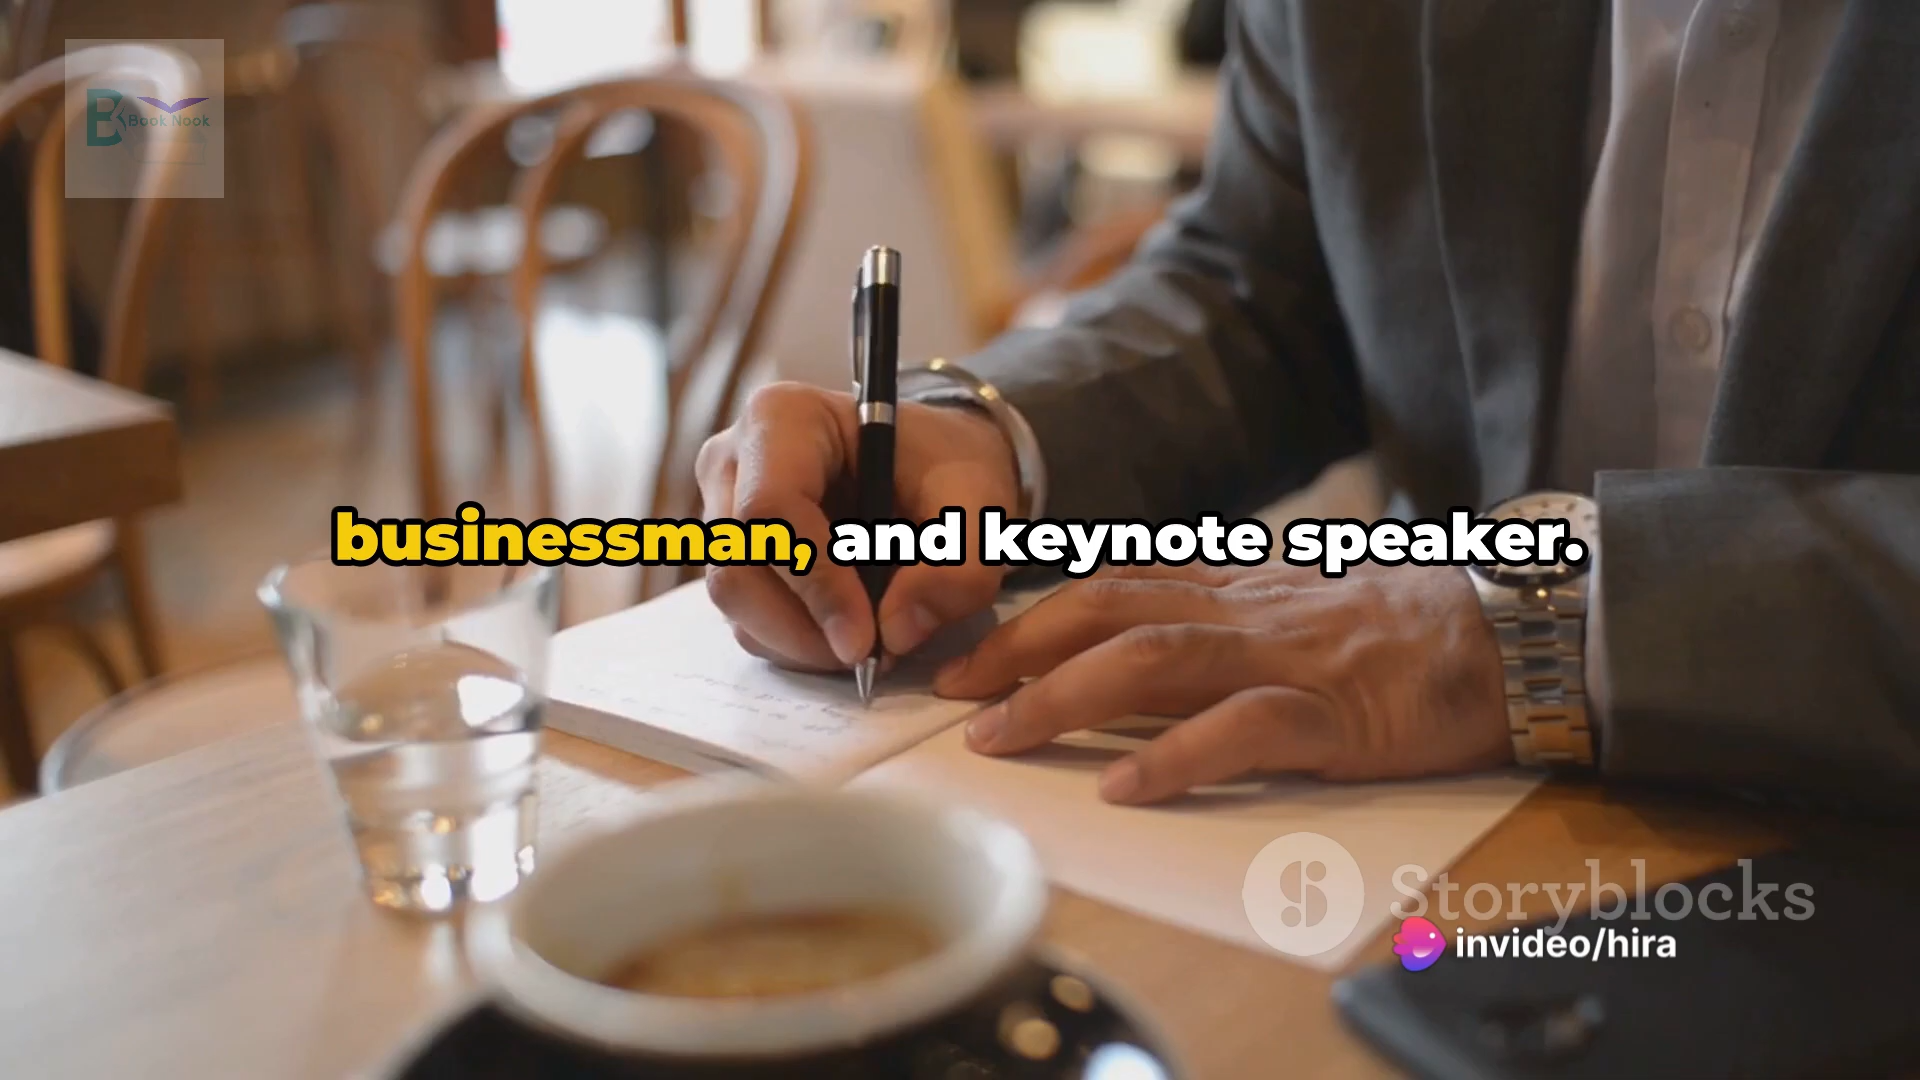 Book Nook
businessman, and keynote speaker.
Storyblocks
invideo/hira